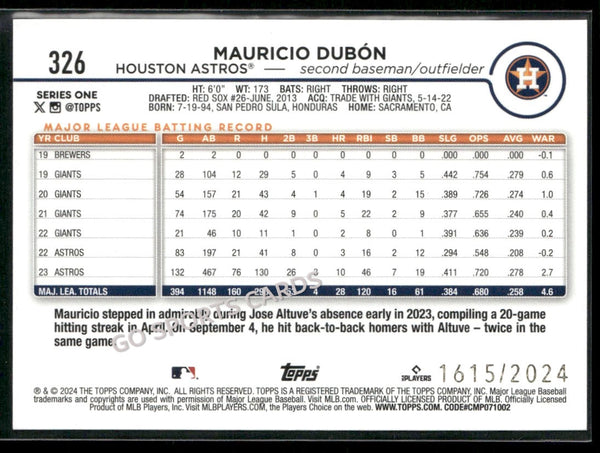 326
MAURICIO DUBÓN
HOUSTON ASTROS® — second baseman/outfielder
SERIES ONE
@TOPPS
HT: 6'0" WT: 173 BATS: RIGHT THROWS: RIGHT
DRAFTED: RED SOX #26-JUNE, 2013 ACQ: TRADE WITH GIANTS, 5-14-22
BORN: 7-19-94, SAN PEDRO SULA, HONDURAS HOME: SACRAMENTO, CA
MAJOR LEAGUE BATTING RECORD
YR CLUB G AB R H 2B 3B HR RBI SB BB SLG OPS AVG WAR
19 BREWERS 2 2 0 0 0 0 0 0 0 0 .000 .000 .000 -0.1
19 GIANTS 28 104 12 29 5 0 4 9 3 5 .442 .754 .279 0.6
20 GIANTS 54 157 21 43 4 1 4 19 2 15 .389 .726 .274 1.0
21 GIANTS 74 175 20 42 9 0 5 22 2 9 .377 .655 .240 0.4
22 GIANTS 21 46 10 11 1 0 2 8 0 1 .391 .636 .239 -0.2
22 ASTROS 83 197 21 41 8 0 3 16 2 12 .294 .548 .208 -0.2
23 ASTROS 132 467 76 130 26 3 10 46 7 19 .411 .720 .278 2.7
MAJ. LEA. TOTALS 394 1148 160 4 28 120 16 61 .384 .680 .258 4.6
Mauricio stepped in admirably during Jose Altuve's absence early in 2023, compiling a 20-game
hitting streak in April. On September 4, he hit back-to-back homers with Altuve – twice in
the same game.
GO SPORTS CARDS
Topps
PLAYERS
1615/2024
® & © 2024 THE TOPPS COMPANY, INC. ALL RIGHTS RESERVED. TOPPS IS A REGISTERED TRADEMARK OF THE TOPPS COMPANY, INC. Major League Baseball
trademarks and copyrights are used with permission of Major League Baseball. Visit MLB.com. OFFICIALLY LICENSED PRODUCT OF MLB. Officially Licensed
Product of MLB Players, Inc. Visit MLBPLAYERS.com, the Players Choice on the web. WWW.TOPPS.COM. CODE#CMP071002